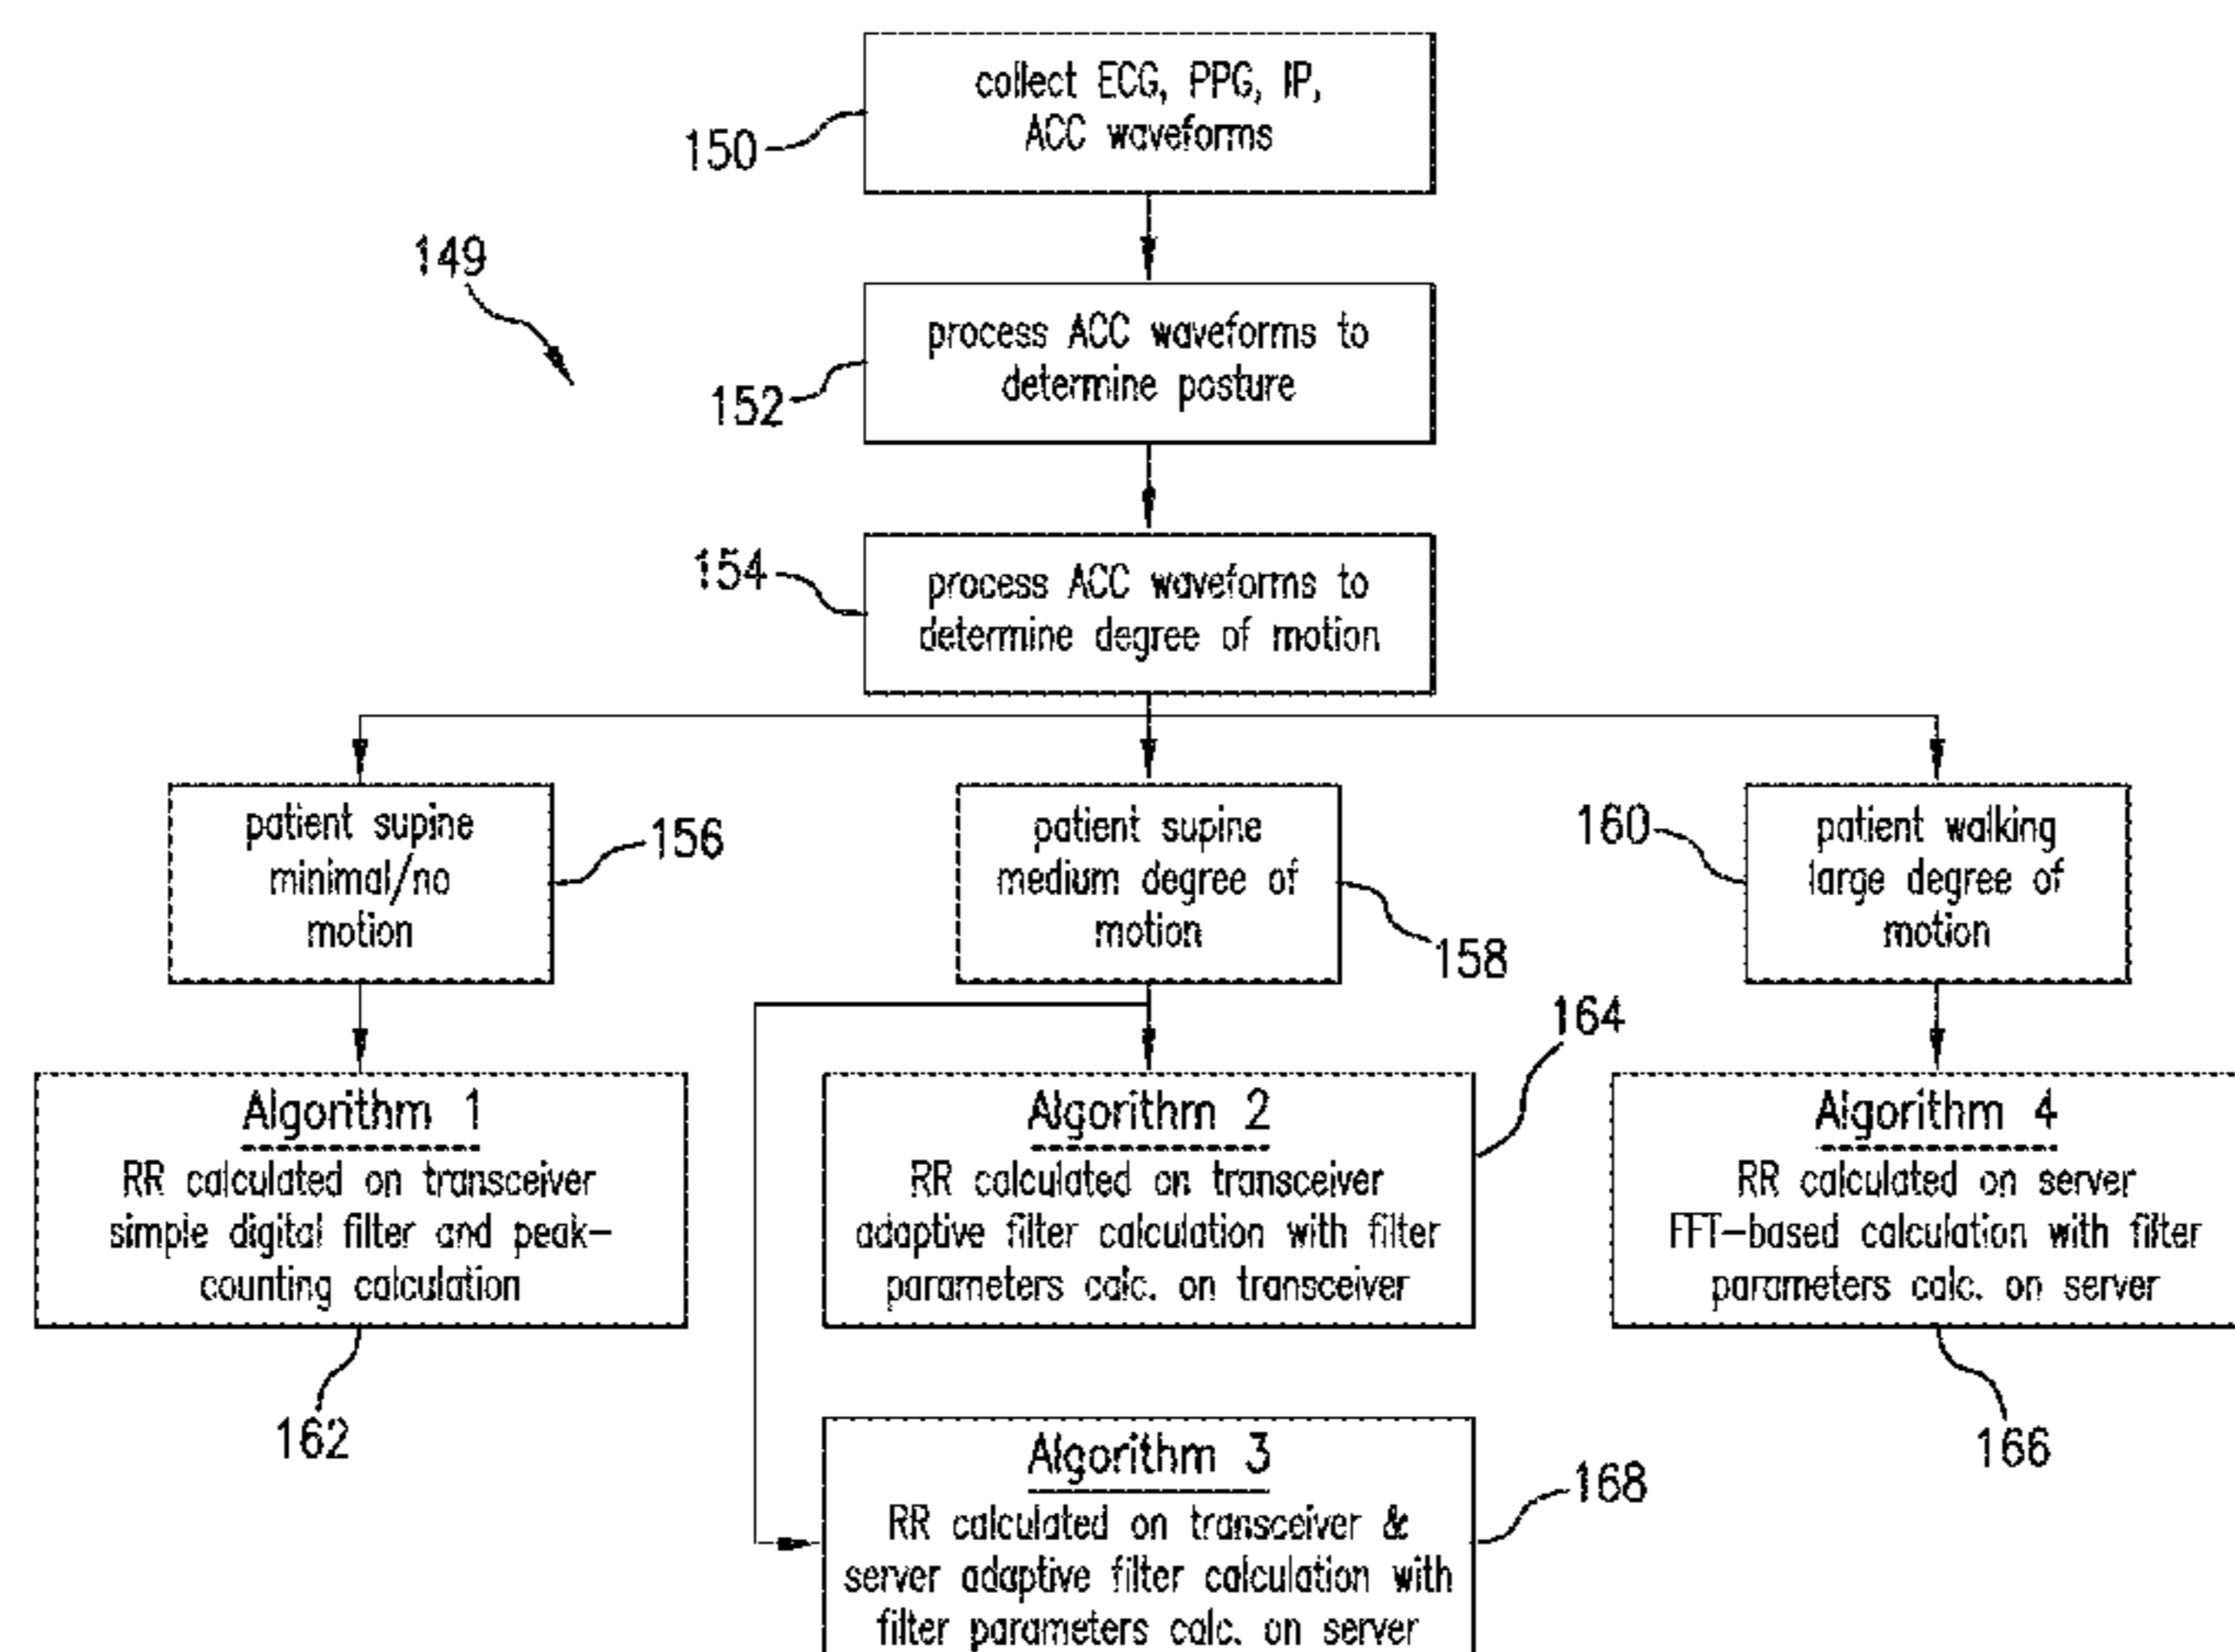 collect ECG, PPG, IP,
ACC waveforms
150
149
process ACC waveforms to
determine posture
152
154
process ACC waveforms to
determine degree of motion
patient supine
minimal/no
motion
156
patient supine
medium degree of
motion
158
160
patient walking
large degree of
motion
164
Algorithm 1
RR calculated on transceiver
simple digital filter and peak-
counting calculation
162
Algorithm 2
RR calculated on transceiver
adaptive filter calculation with filter
parameters calc. on transceiver
Algorithm 4
RR calculated on server
FFT-based calculation with filter
parameters calc. on server
166
Algorithm 3
RR calculated on transceiver &
server adaptive filter calculation with
filter parameters calc. on server
168